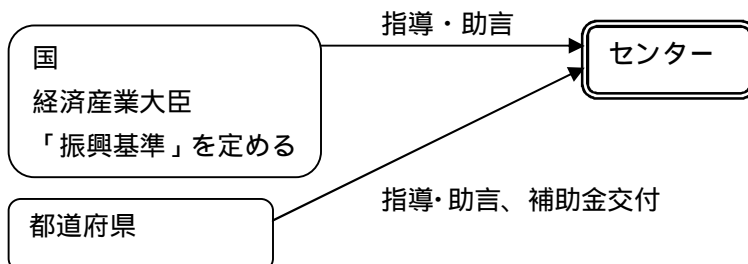 指導・助言
国
経済産業大臣
「振興基準」を定める
センター
指導・助言、補助金交付
都道府県